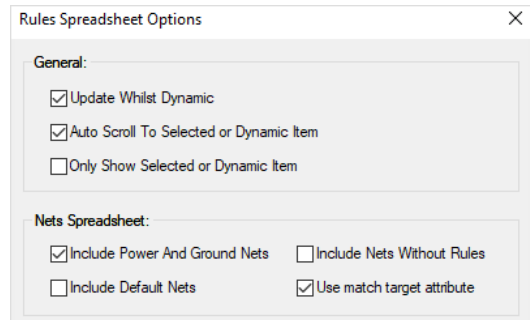 Rules Spreadsheet Options
General:
Update Whilst Dynamic
Auto Scroll To Selected or Dynamic Item
Only Show Selected or Dynamic Item
Nets Spreadsheet:
Include Power And Ground Nets Include Nets Without Rules
Include Default Nets Use match target attribute